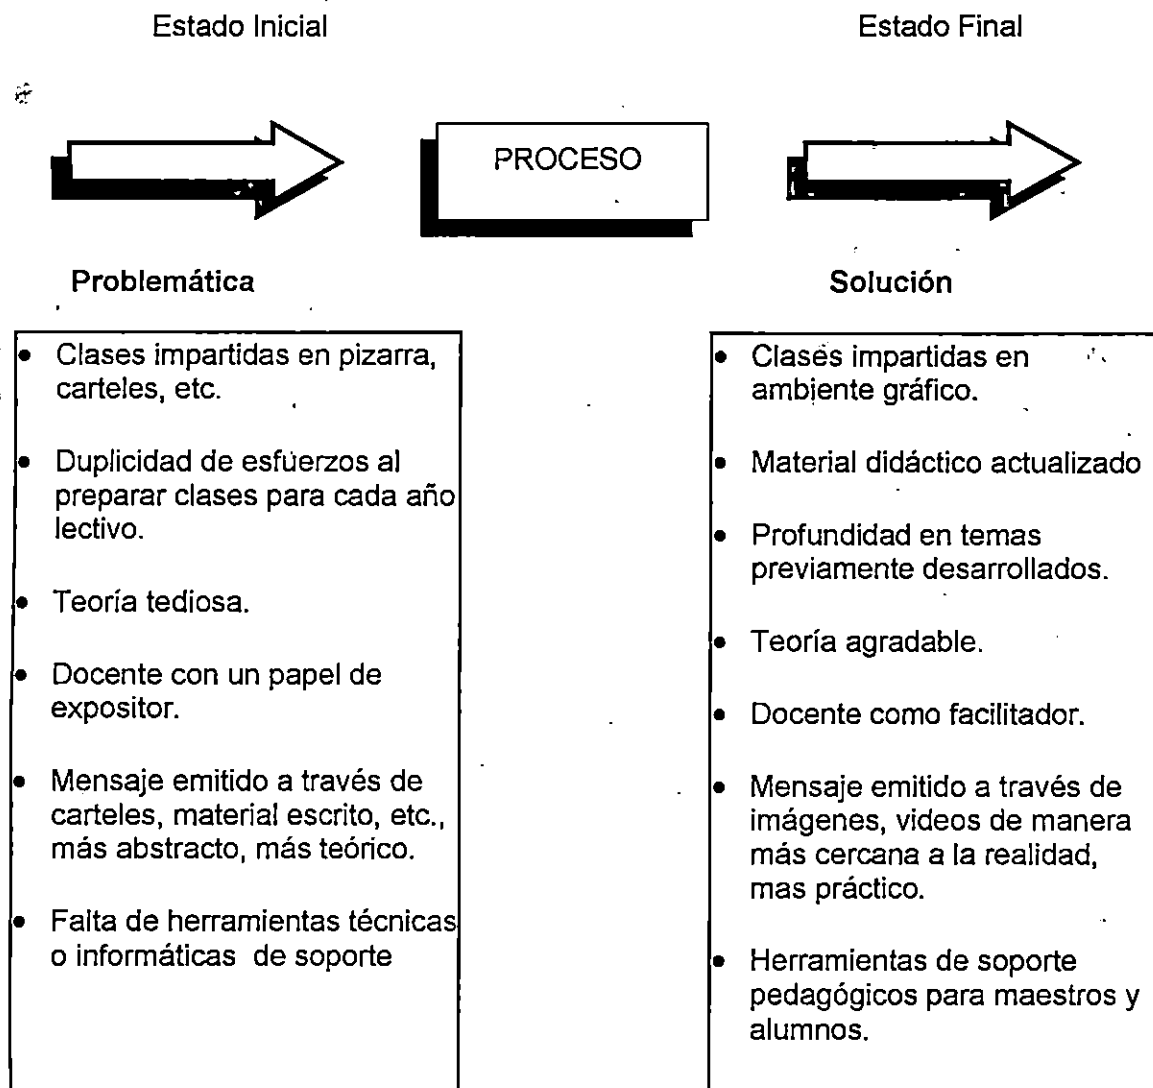 Estado Inicial
Estado Final
PROCESO
Problemática
• Clases impartidas en pizarra,
carteles, etc.
• Duplicidad de esfuerzos al
preparar clases para cada año
lectivo.
• Teoría tediosa.
• Docente con un papel de
expositor.
• Mensaje emitido a través de
carteles, material escrito, etc.,
más abstracto, más teórico.
• Falta de herramientas técnicas
o informáticas de soporte
Solución
• Clases impartidas en
ambiente gráfico.
• Material didáctico actualizado
• Profundidad en temas
previamente desarrollados.
• Teoría agradable.
• Docente como facilitador.
• Mensaje emitido a través de
imágenes, videos de manera
más cercana a la realidad,
mas práctico.
• Herramientas de soporte
pedagógicos para maestros y
alumnos.